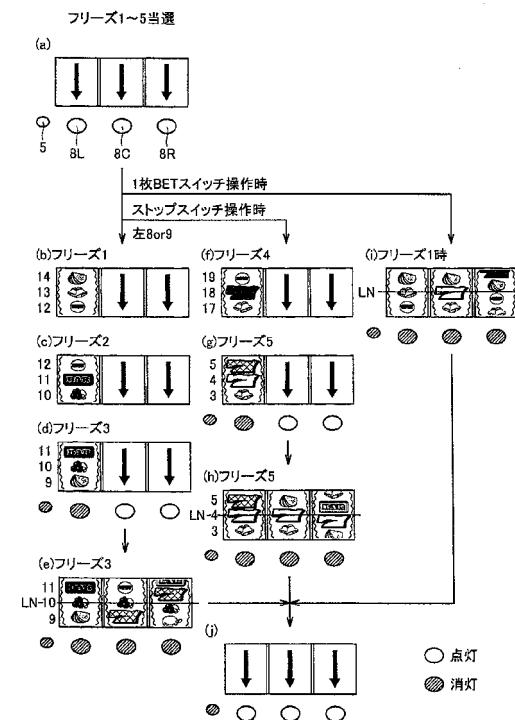 フリーズ1～5当選
(a)
5 8L 8C 8R
1枚BETスイッチ操作時
ストップスイッチ操作時
左8or9
(b)フリーズ1
14
13
12
(c)フリーズ2
12
11
10
(d)フリーズ3
11
10
9
(e)フリーズ3
11
LN-10
9
(f)フリーズ4
19
18
17
(g)フリーズ5
5
4
3
(h)フリーズ5
5
LN-4
3
(i)フリーズ1時
LN
(j)
点灯
消灯